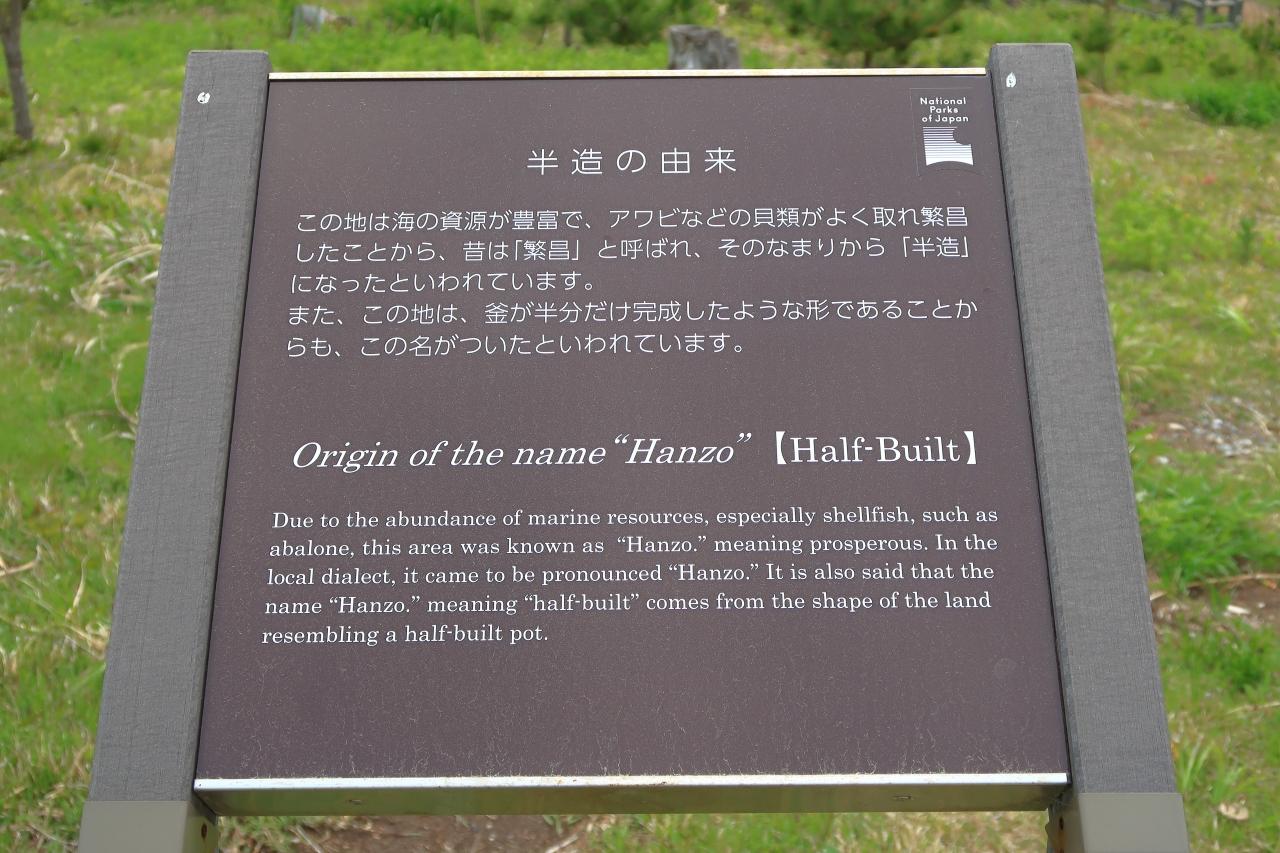 National
Parks
of Japan
半造の由来
この地は海の資源が豊富で、アワビなどの貝類がよく取れ繁昌
したことから、昔は「繁昌」と呼ばれ、そのなまりから「半造」
になったといわれています。
また、この地は、釜が半分だけ完成したような形であることか
らも、この名がついたといわれています。
Origin of the name “Hanzo” 【Half-Built】
Due to the abundance of marine resources, especially shellfish, such as
abalone, this area was known as “Hanzo.” meaning prosperous. In the
local dialect, it came to be pronounced “Hanzo.” It is also said that the
name “Hanzo.” meaning “half-built” comes from the shape of the land
resembling a half-built pot.